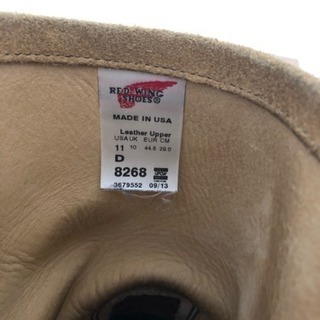 RED WING
SHOES
MADE IN USA
Leather Upper
USA UK EUR CM
11 10 44.5 29.0
D
8268
3679552 09/13